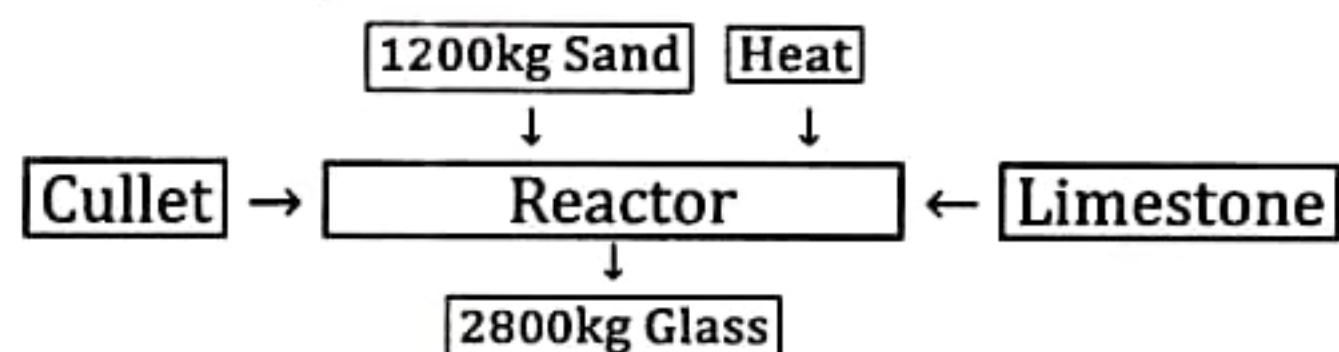 1200kg Sand Heat
Cullet → Reactor ← Limestone
2800kg Glass